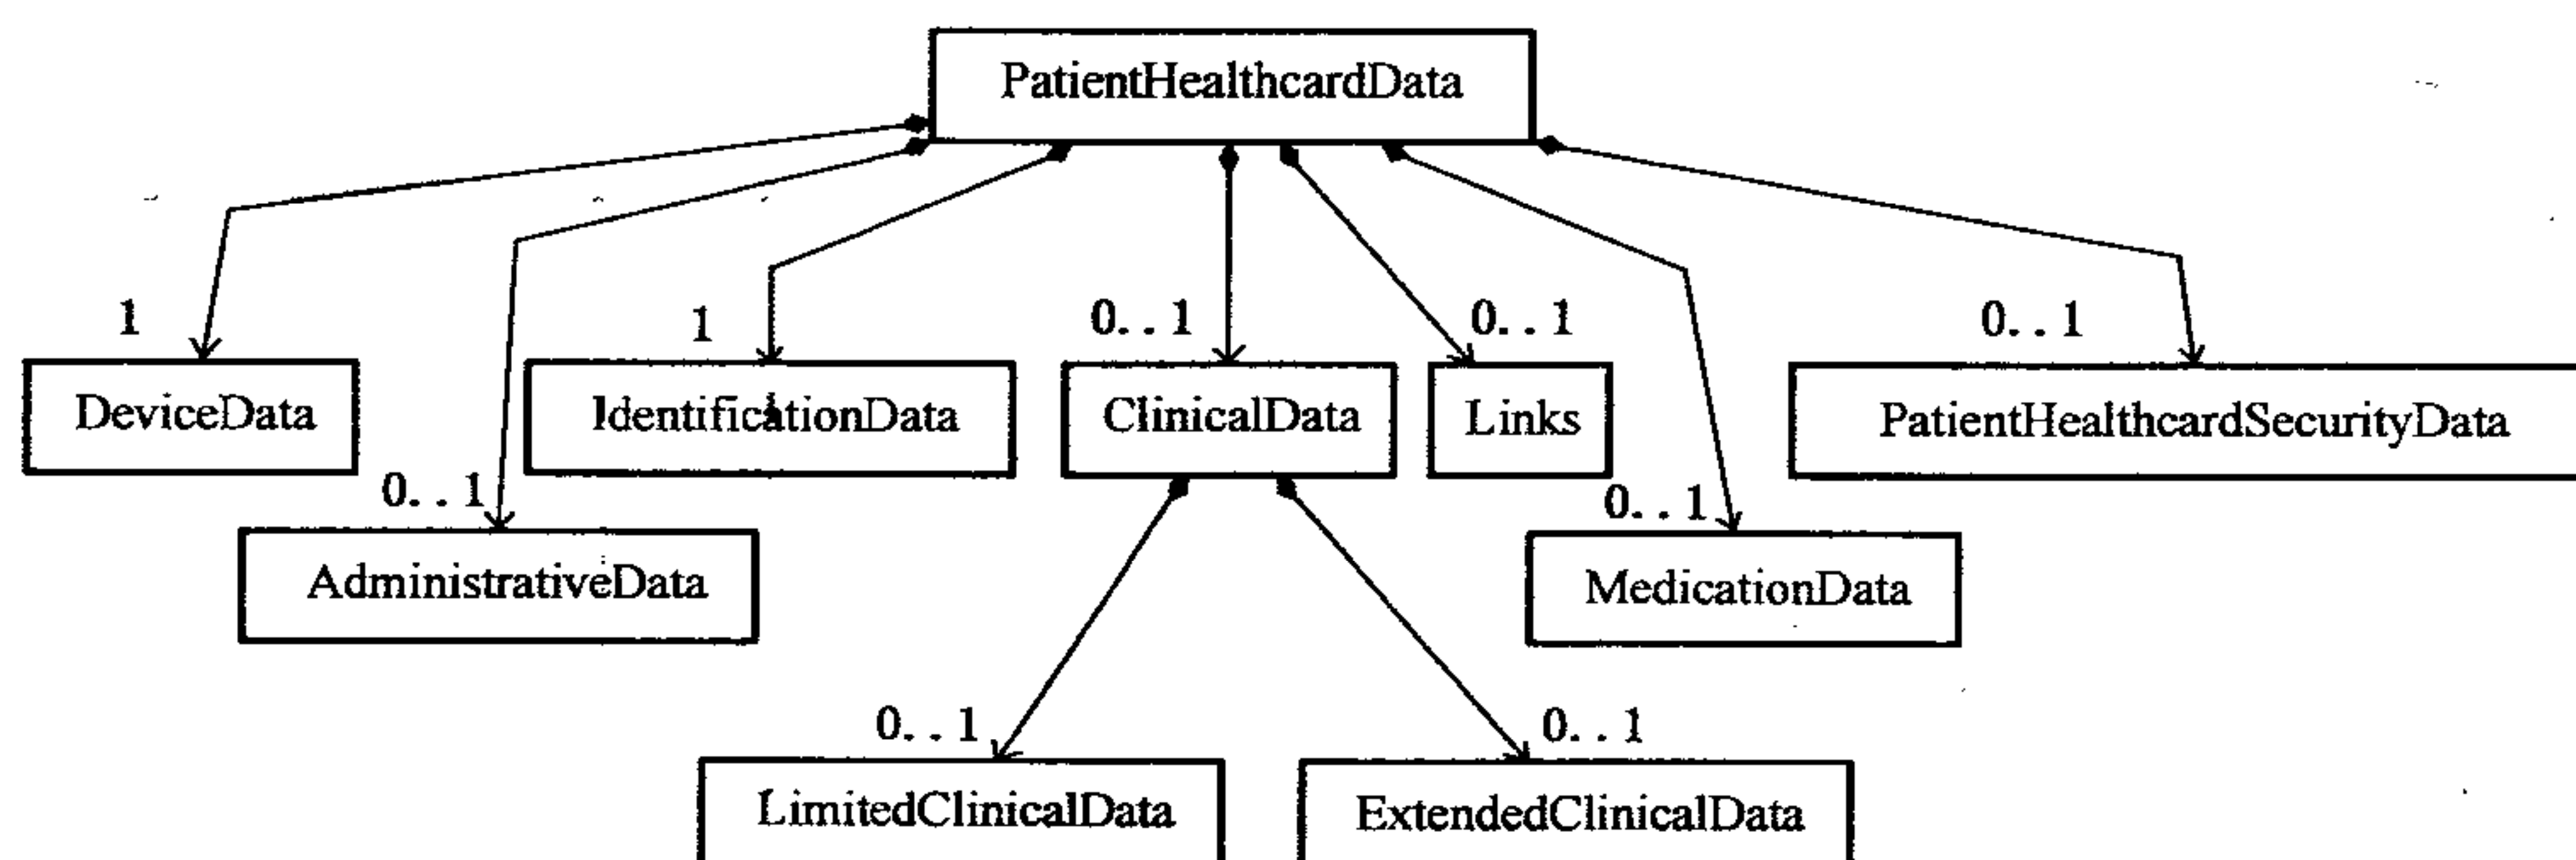 PatientHealthcardData
1
1
0. . 1
0. . 1
0. . 1
DeviceData
IdentificationData
ClinicalData
Links
PatientHealthcardSecurityData
0. . 1
0. . 1
AdministrativeData
MedicationData
0. . 1
0. . 1
LimitedClinicalData
ExtendedClinicalData